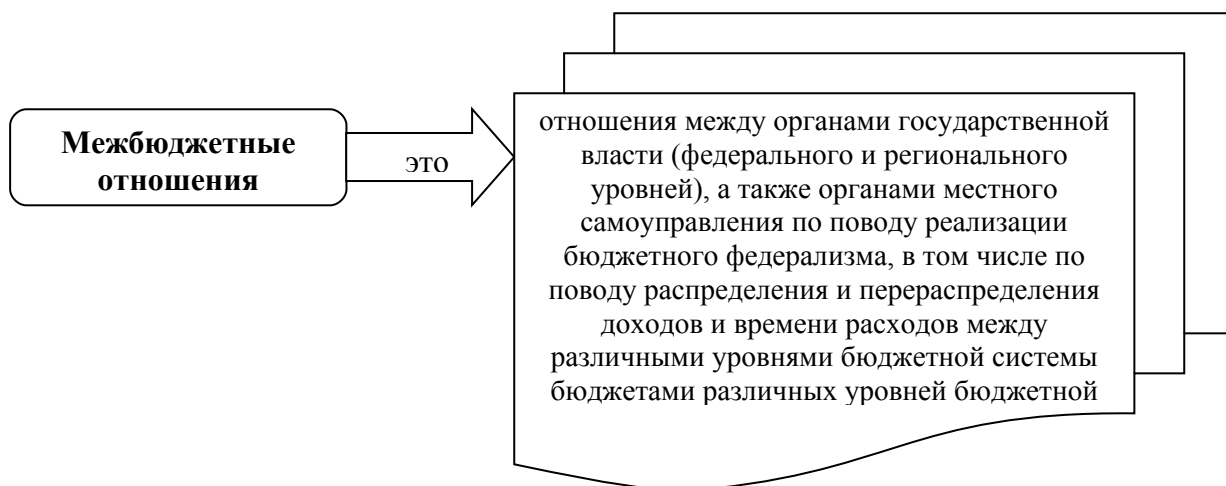 Межбюджетные
отношения
это
отношения между органами государственной
власти (федерального и регионального
уровней), а также органами местного
самоуправления по поводу реализации
бюджетного федерализма, в том числе по
поводу распределения и перераспределения
доходов и времени расходов между
различными уровнями бюджетной системы
бюджетами различных уровней бюджетной